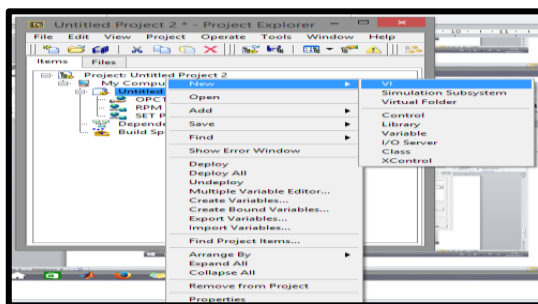 Untitled Project 2 * - Project Explorer
File Edit View Project Operate Tools Window Help
Items Files
Project: Untitled Project 2
My Compu
Untitled
OPCT
RPM
SET P
Depende
Build Sp
New
Open
Add
Save
Find
Show Error Window
Deploy
Deploy All
Undeploy
Multiple Variable Editor...
Create Variables...
Create Bound Variables...
Export Variables...
Import Variables...
Find Project Items...
Arrange By
Expand All
Collapse All
Remove from Project
Properties
VI
Simulation Subsystem
Virtual Folder
Control
Library
Variable
I/O Server
Class
XControl